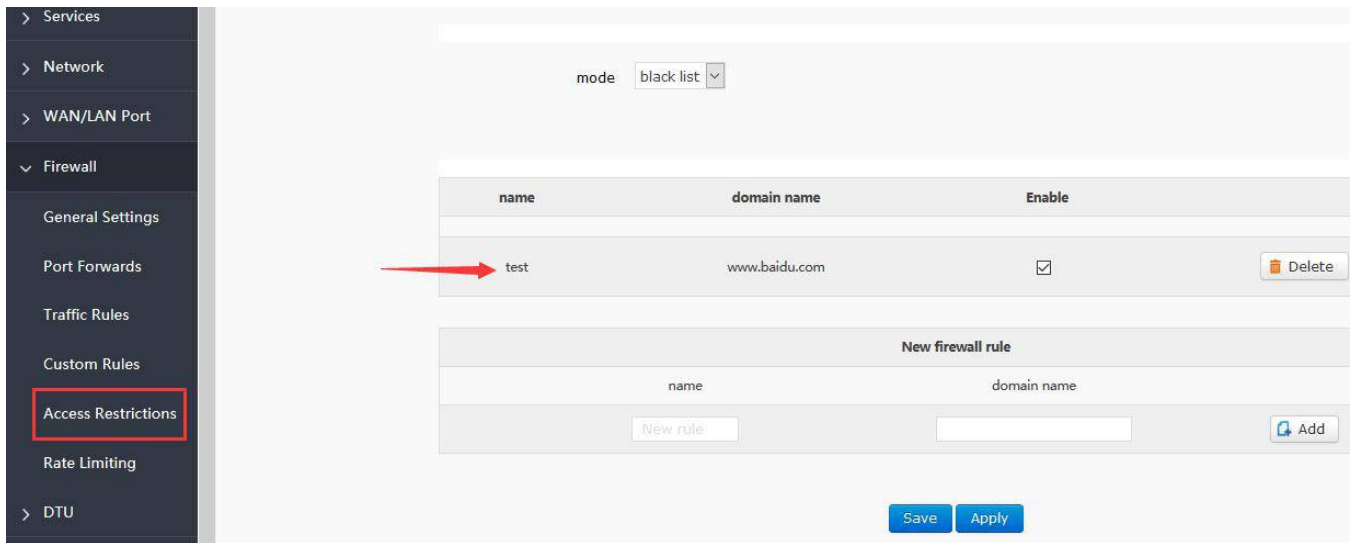 Services
Network
WAN/LAN Port
Firewall
General Settings
Port Forwards
Traffic Rules
Custom Rules
Access Restrictions
Rate Limiting
DTU
mode black list
name domain name Enable
test www.baidu.com Delete
New firewall rule
name domain name
New rule Add
Save Apply